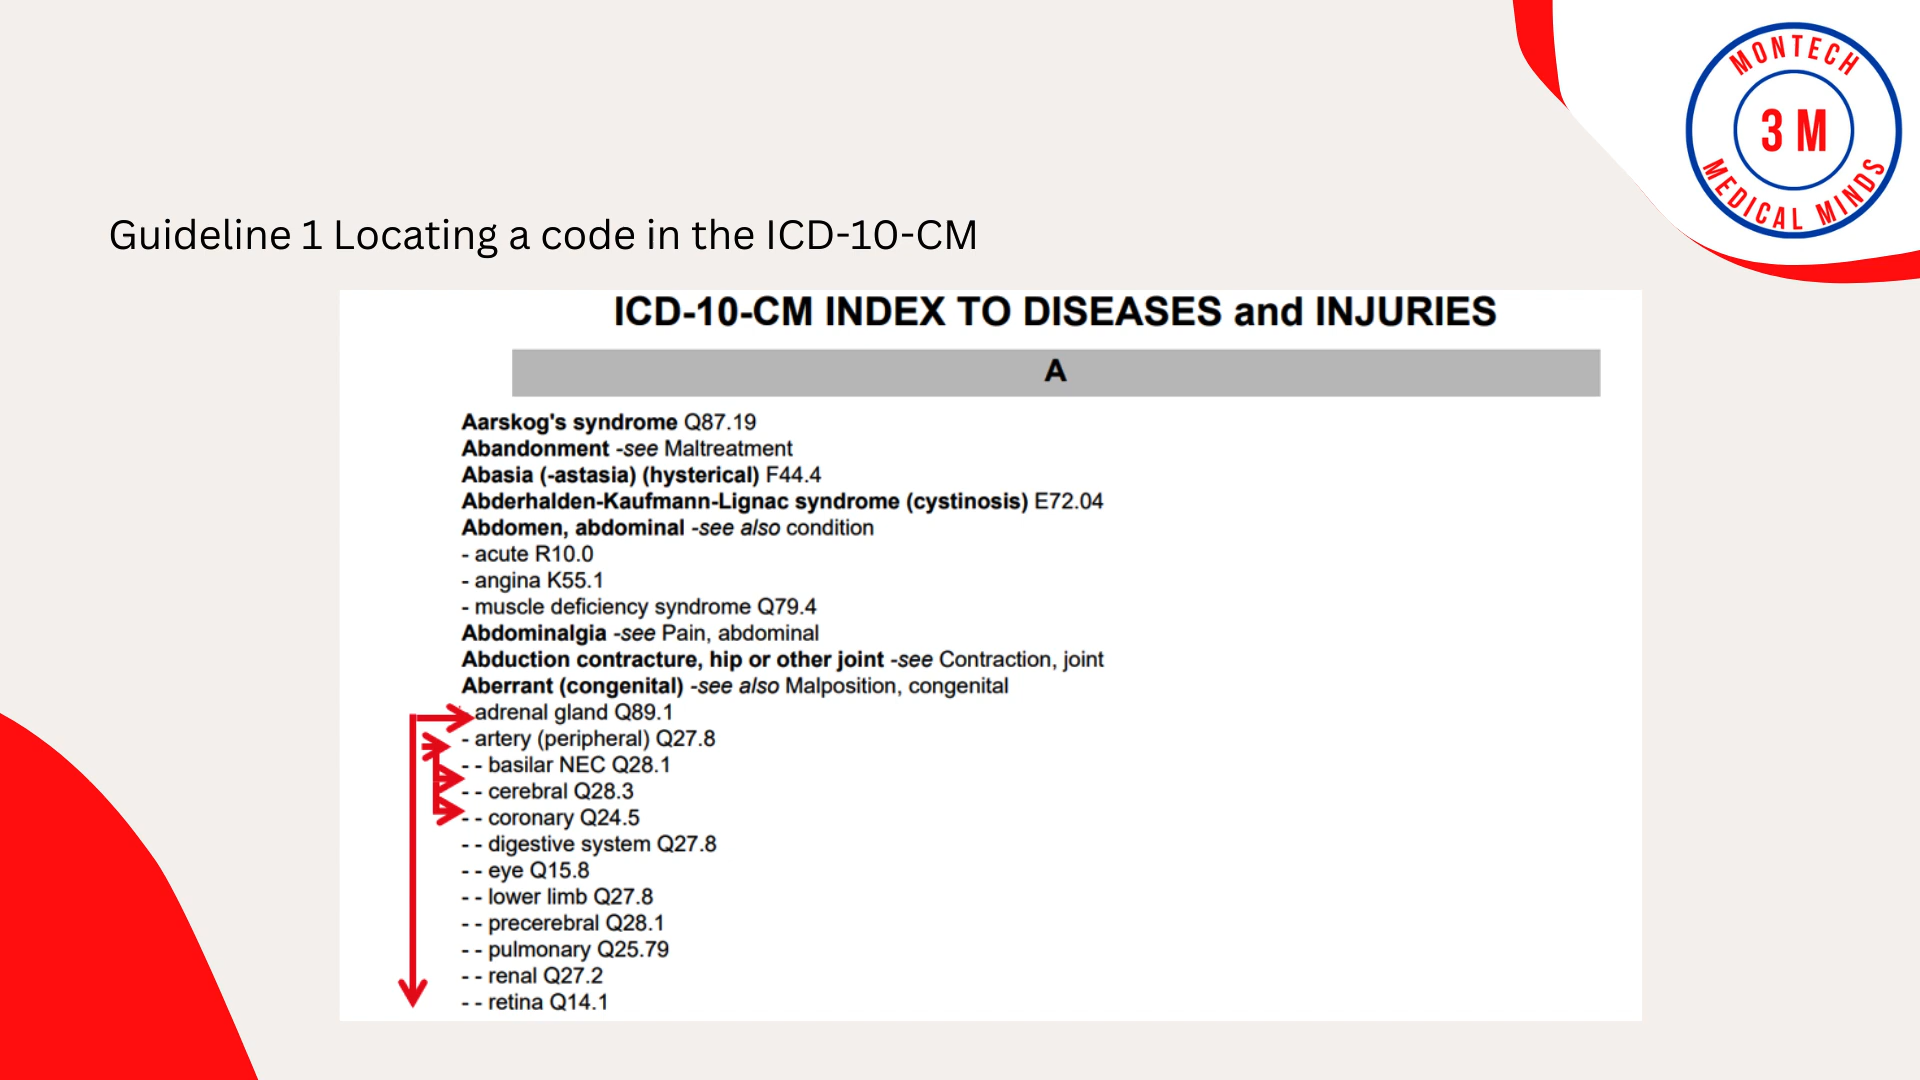 MONTECH
3 M
MEDICAL MINDS
Guideline 1 Locating a code in the ICD-10-CM
ICD-10-CM INDEX TO DISEASES and INJURIES
A
Aarskog's syndrome Q87.19
Abandonment -see Maltreatment
Abasia (-astasia) (hysterical) F44.4
Abderhalden-Kaufmann-Lignac syndrome (cystinosis) E72.04
Abdomen, abdominal -see also condition
- acute R10.0
- angina K55.1
- muscle deficiency syndrome Q79.4
Abdominalgia -see Pain, abdominal
Abduction contracture, hip or other joint -see Contraction, joint
Aberrant (congenital) -see also Malposition, congenital
- adrenal gland Q89.1
- artery (peripheral) Q27.8
- - basilar NEC Q28.1
- - cerebral Q28.3
- - coronary Q24.5
- - digestive system Q27.8
- - eye Q15.8
- - lower limb Q27.8
- - precerebral Q28.1
- - pulmonary Q25.79
- - renal Q27.2
- - retina Q14.1